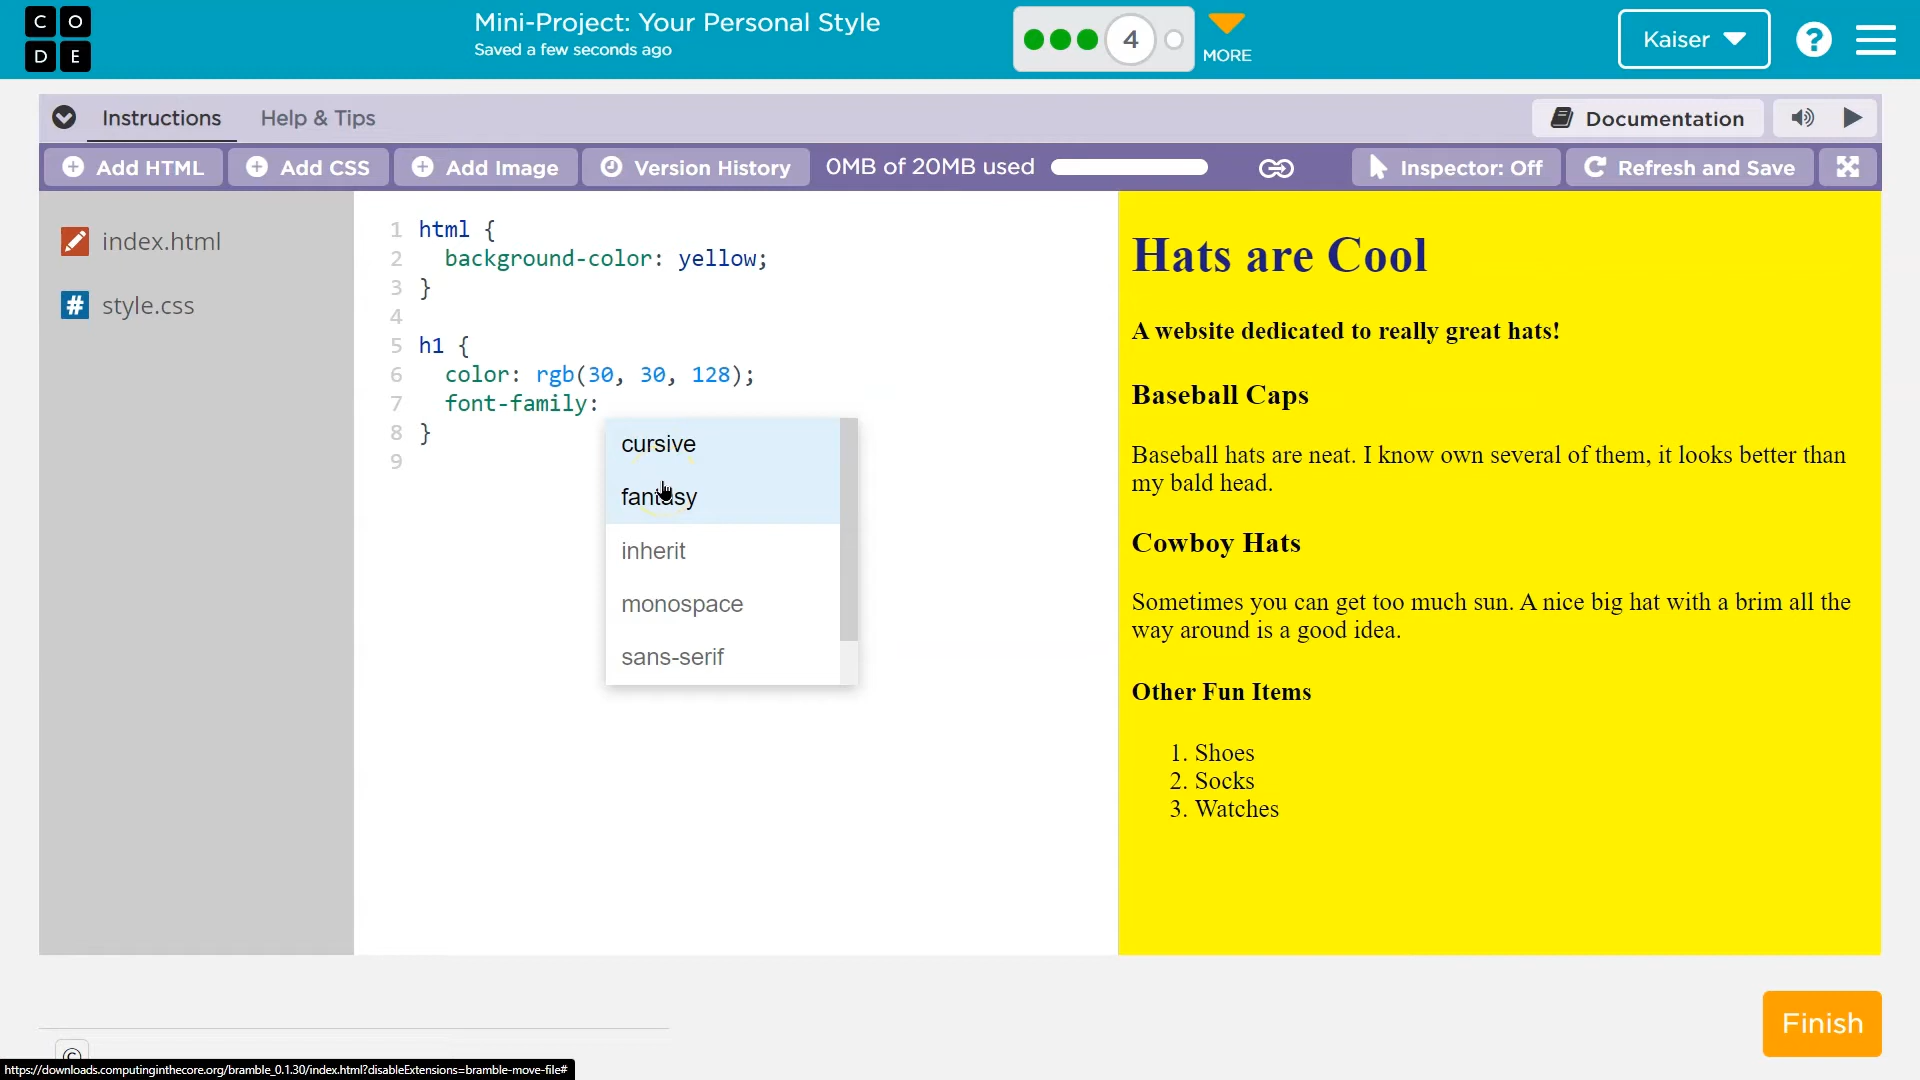 C O
D E
Mini-Project: Your Personal Style
Saved a few seconds ago
4
MORE
Kaiser
?
Instructions
Help & Tips
Documentation
Add HTML
Add CSS
Add Image
Version History
0MB of 20MB used
Inspector: Off
Refresh and Save
index.html
# style.css
1 html {
2 background-color: yellow;
3 }
4
5 h1 {
6 color: rgb(30, 30, 128);
7 font-family:
8 }
9
cursive
fantasy
inherit
monospace
sans-serif
Hats are Cool
A website dedicated to really great hats!
Baseball Caps
Baseball hats are neat. I know own several of them, it looks better than
my bald head.
Cowboy Hats
Sometimes you can get too much sun. A nice big hat with a brim all the
way around is a good idea.
Other Fun Items
1. Shoes
2. Socks
3. Watches
Finish
©
https://downloads.computinginthecore.org/bramble_0.1.30/index.html?disableExtensions=bramble-move-file#